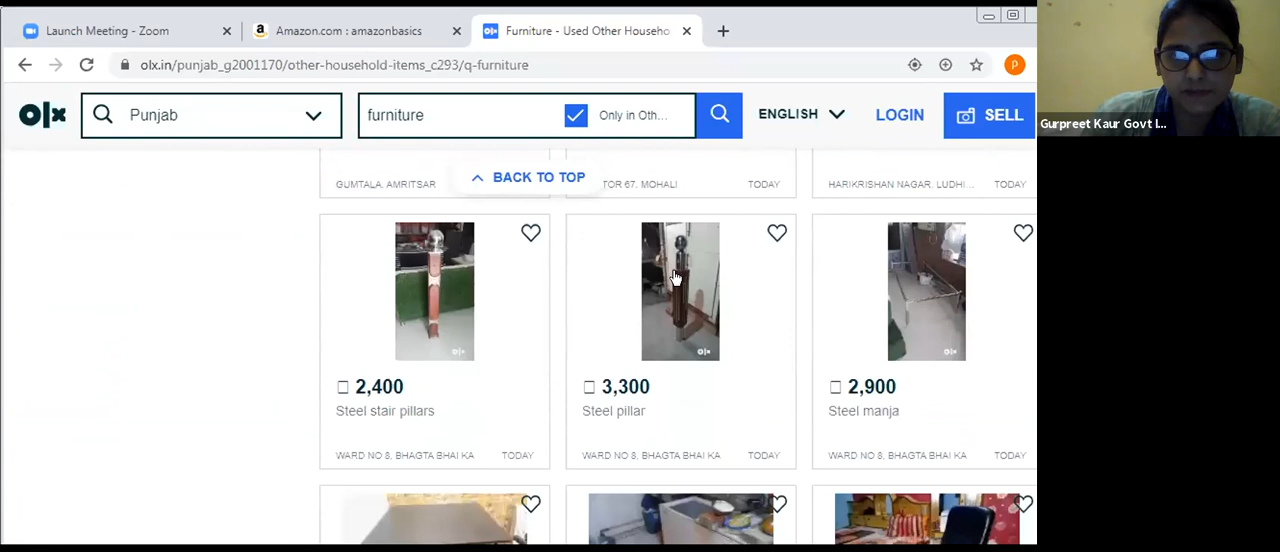 Launch Meeting - Zoom
Amazon.com : amazonbasics
Furniture - Used Other Househo
olx.in/punjab_g2001170/other-household-items_c293/q-furniture
P
olx
Punjab
furniture
Only in Oth...
ENGLISH
LOGIN
SELL
Gurpreet Kaur Govt I...
BACK TO TOP
GUMTALA, AMRITSAR
TOR 67, MOHALI
TODAY
HARIKRISHAN NAGAR, LUDHI...
TODAY
olx
olx
olx
2,400
Steel stair pillars
WARD NO 8, BHAGTA BHAI KA
TODAY
3,300
Steel pillar
WARD NO 8, BHAGTA BHAI KA
TODAY
2,900
Steel manja
WARD NO 8, BHAGTA BHAI KA
TODAY